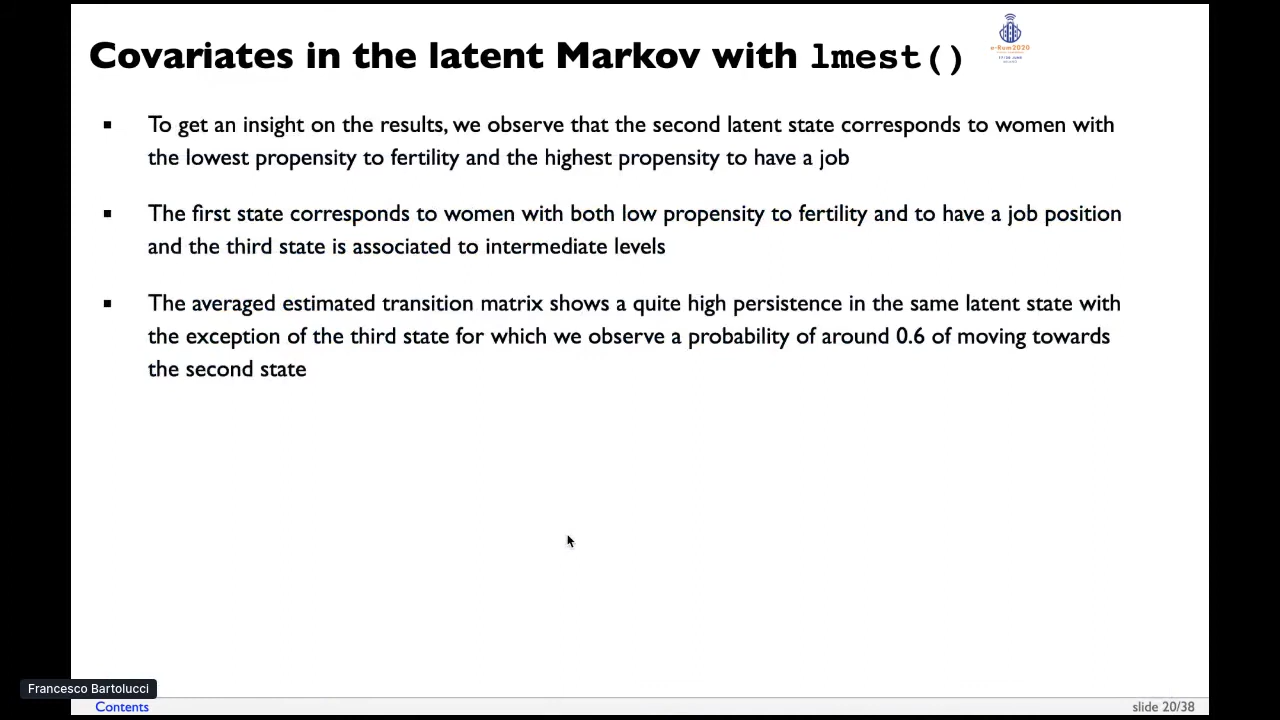 Covariates in the latent Markov with lmest()
e-Rum2020
▪ To get an insight on the results, we observe that the second latent state corresponds to women with
the lowest propensity to fertility and the highest propensity to have a job
▪ The first state corresponds to women with both low propensity to fertility and to have a job position
and the third state is associated to intermediate levels
▪ The averaged estimated transition matrix shows a quite high persistence in the same latent state with
the exception of the third state for which we observe a probability of around 0.6 of moving towards
the second state
Francesco Bartolucci
Contents
slide 20/38